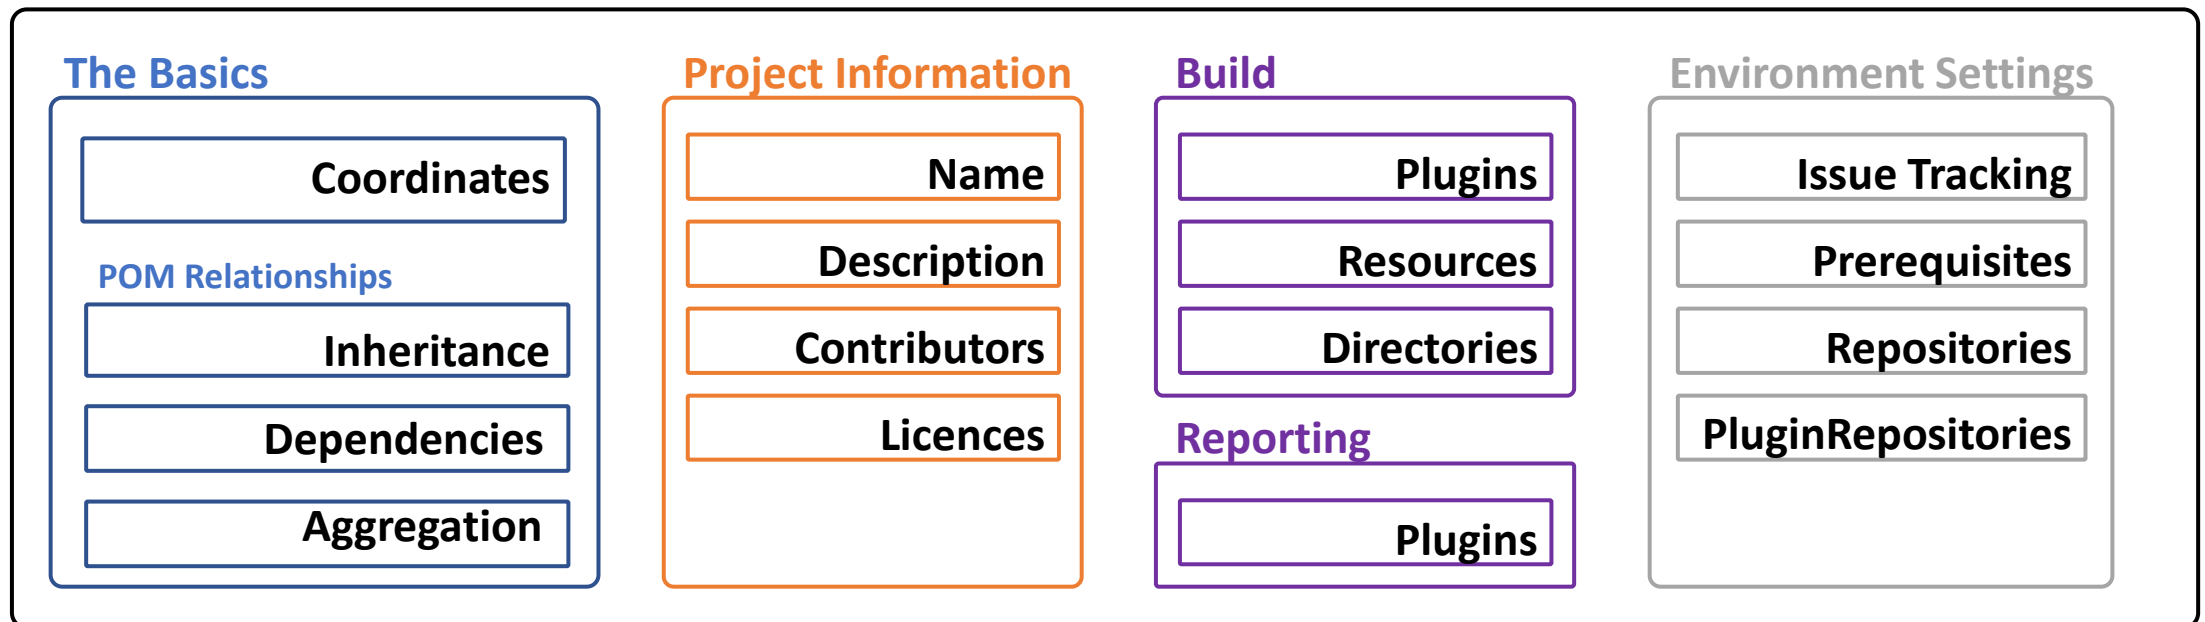 The Basics
Coordinates
POM Relationships
Inheritance
Dependencies
Aggregation
Project Information
Name
Description
Contributors
Licences
Build
Plugins
Resources
Directories
Reporting
Plugins
Environment Settings
Issue Tracking
Prerequisites
Repositories
PluginRepositories